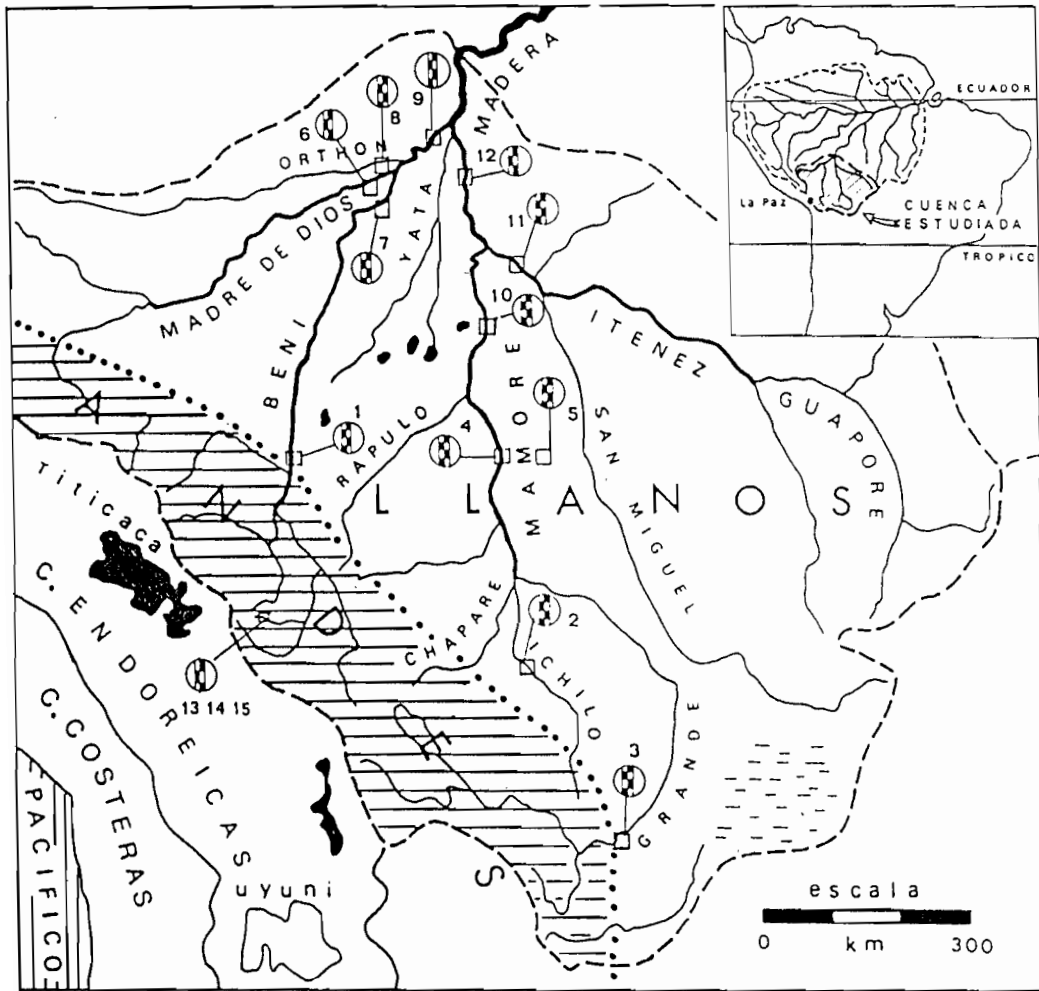 MADERA
9
8
6
ORTHON
12
11
7
YATA
MADRE DE DIOS
10
BENI
ITENEZ
GUAPORE
MAMORE
5
SAN MIGUEL
1
RAPULO
4
LLANOS
ANDES
Titicaca
CHAPARE
2
ICHILO
C. ENDOREICAS
13 14 15
3
GRANDE
C. COSTERAS
E PACIFICO
uyuni
escala
0 km 300
ECUADOR
La Paz
CUENCA
ESTUDIADA
TROPICO